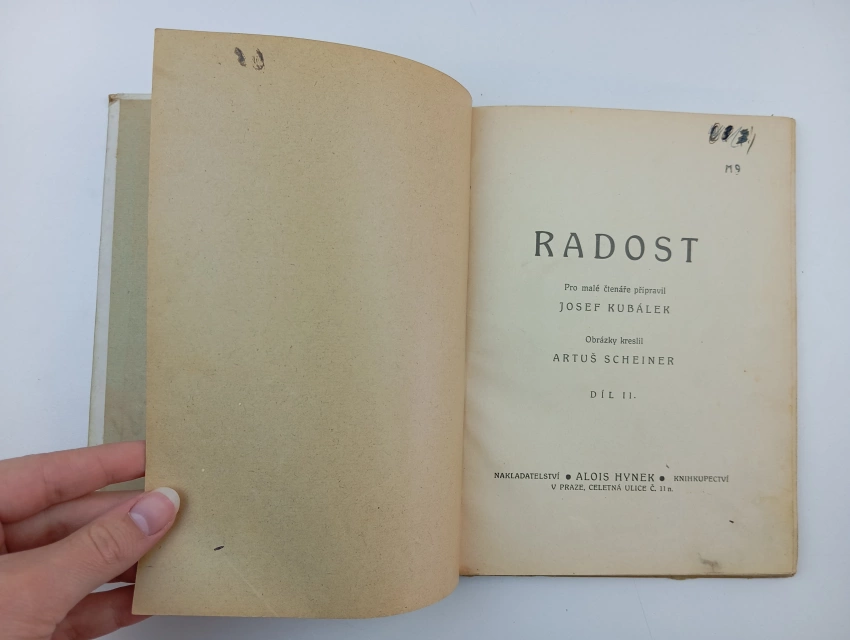 RADOST
Pro malé čtenáře připravil
JOSEF KUBÁLEK
Obrázky kreslil
ARTUŠ SCHEINER
DÍL II.
NAKLADATELSTVÍ ● ALOIS HYNEK ● KNIHKUPECTVÍ
V PRAZE, CELETNÁ ULICE Č. 11 n.